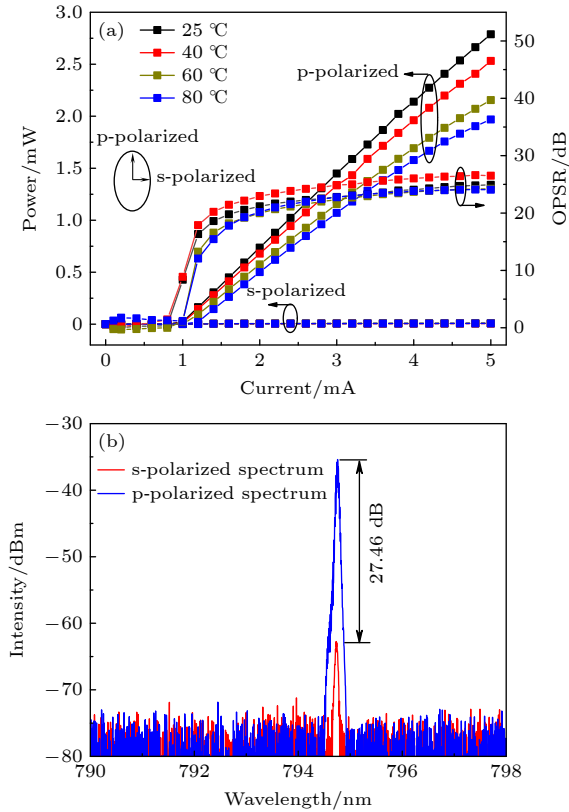 (a)
25 ℃
40 ℃
60 ℃
80 ℃
p-polarized
p-polarized
s-polarized
s-polarized
3.0
2.5
2.0
1.5
1.0
0.5
0
Power/mW
50
40
30
20
10
0
OPSR/dB
0
1
2
3
4
5
Current/mA
(b)
s-polarized spectrum
p-polarized spectrum
27.46 dB
−30
−40
−50
−60
−70
−80
Intensity/dBm
790
792
794
796
798
Wavelength/nm